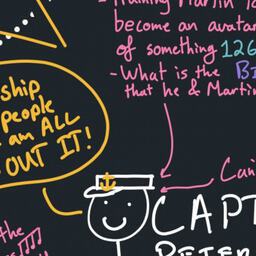 - Training Martin to
become an avatar
of something 126
- What is the BI
that he & Martin
ship
people
am ALL
OUT IT!
Cani
CAPT
PETER
the